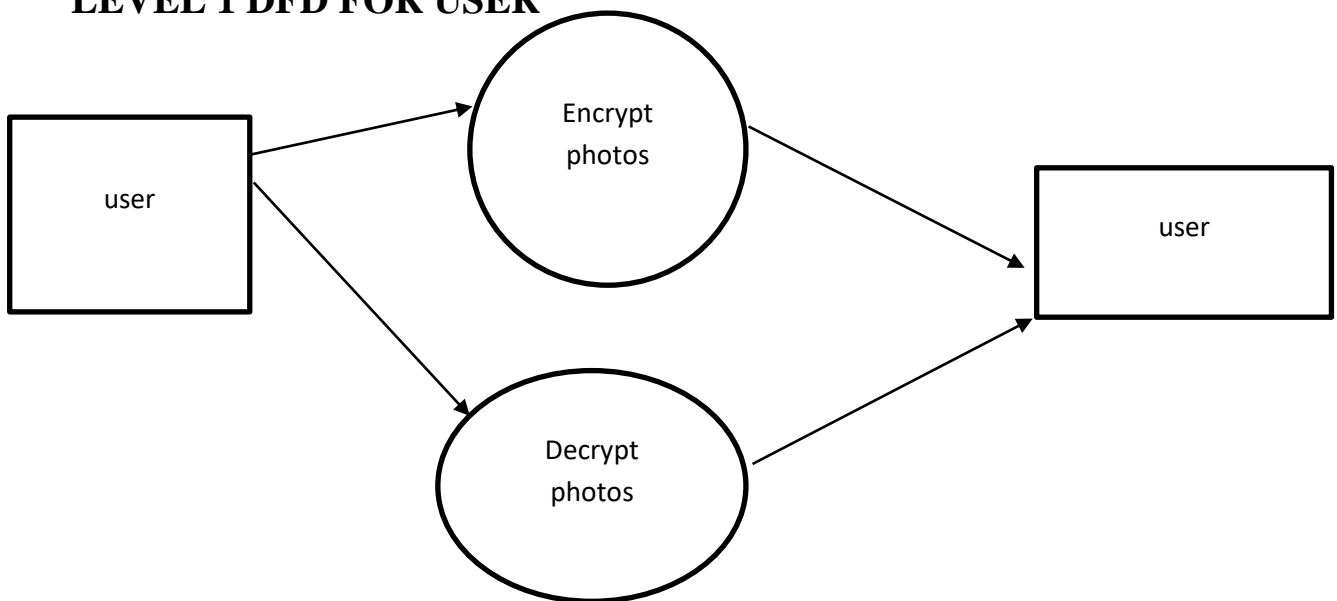 LEVEL 1 DFD FOR USER
Encrypt
photos
user
user
Decrypt
photos